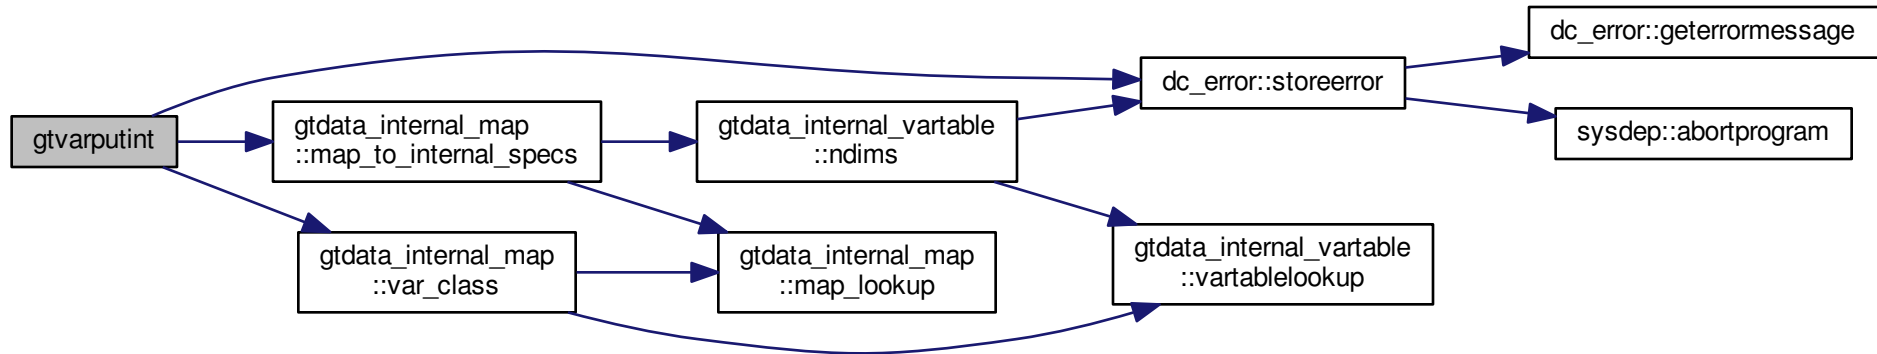 gtvarputint
gtdata_internal_map
::map_to_internal_specs
gtdata_internal_map
::var_class
gtdata_internal_vartable
::ndims
gtdata_internal_map
::map_lookup
dc_error::storeerror
gtdata_internal_vartable
::vartablelookup
dc_error::geterrormessage
sysdep::abortprogram